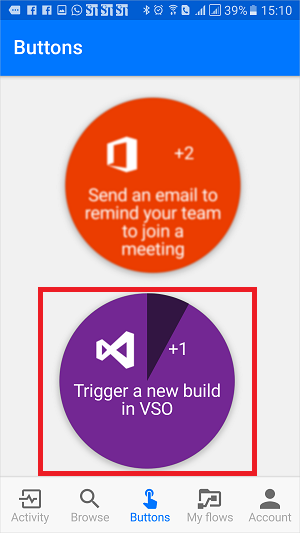 39% 15:10
Buttons
+2
Send an email to
remind your team
to join a
meeting
+1
Trigger a new build
in VSO
Activity Browse Buttons My flows Account